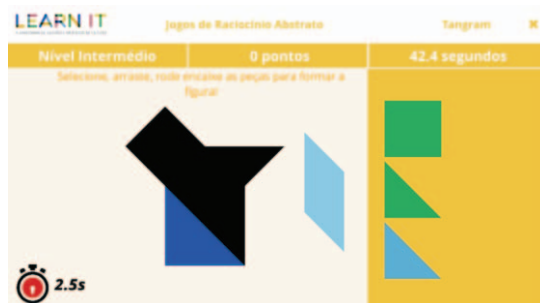 LEARN IT
Jogos de Raciocínio Abstrato
Tangram
×
Nível Intermédio
0 pontos
42.4 segundos
Selecione, arrasse, rode encaixe as peças para formar a
figura!
2.5s